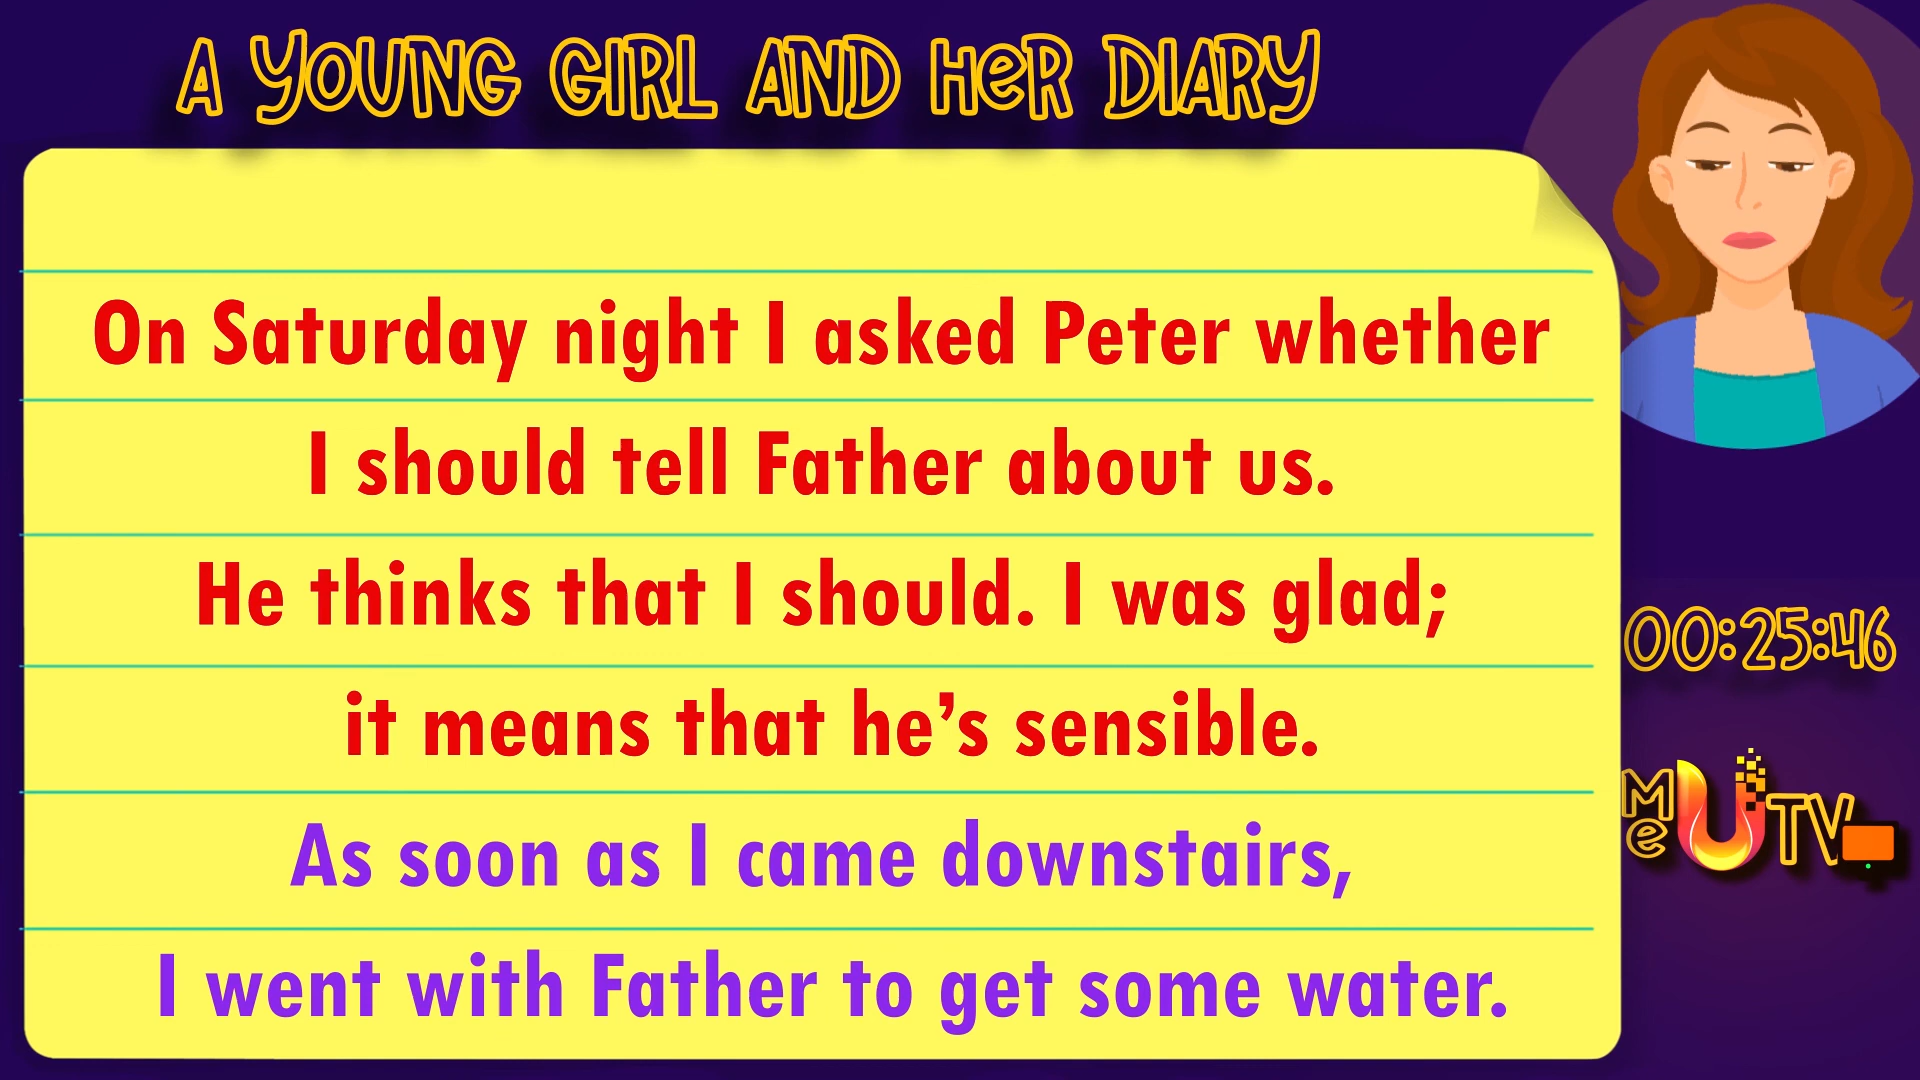 A YOUNG GIRL AND HeR DIARY
On Saturday night I asked Peter whether
I should tell Father about us.
He thinks that I should. I was glad;
it means that he’s sensible.
As soon as I came downstairs,
I went with Father to get some water.
00:25:46
Me U TV